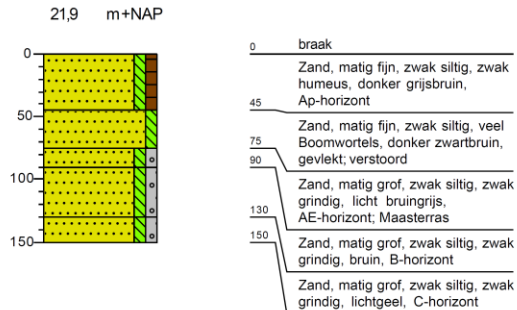 21,9 m+NAP
0
50
100
150
0 braak
Zand, matig fijn, zwak siltig, zwak
humeus, donker grijsbruin,
45 Ap-horizont
Zand, matig fijn, zwak siltig, veel
75 Boomwortels, donker zwartbruin,
90 gevlekt; verstoord
Zand, matig grof, zwak siltig, zwak
grindig, licht bruingrijs,
130 AE-horizont; Maasterras
150 Zand, matig grof, zwak siltig, zwak
grindig, bruin, B-horizont
Zand, matig grof, zwak siltig, zwak
grindig, lichtgeel, C-horizont